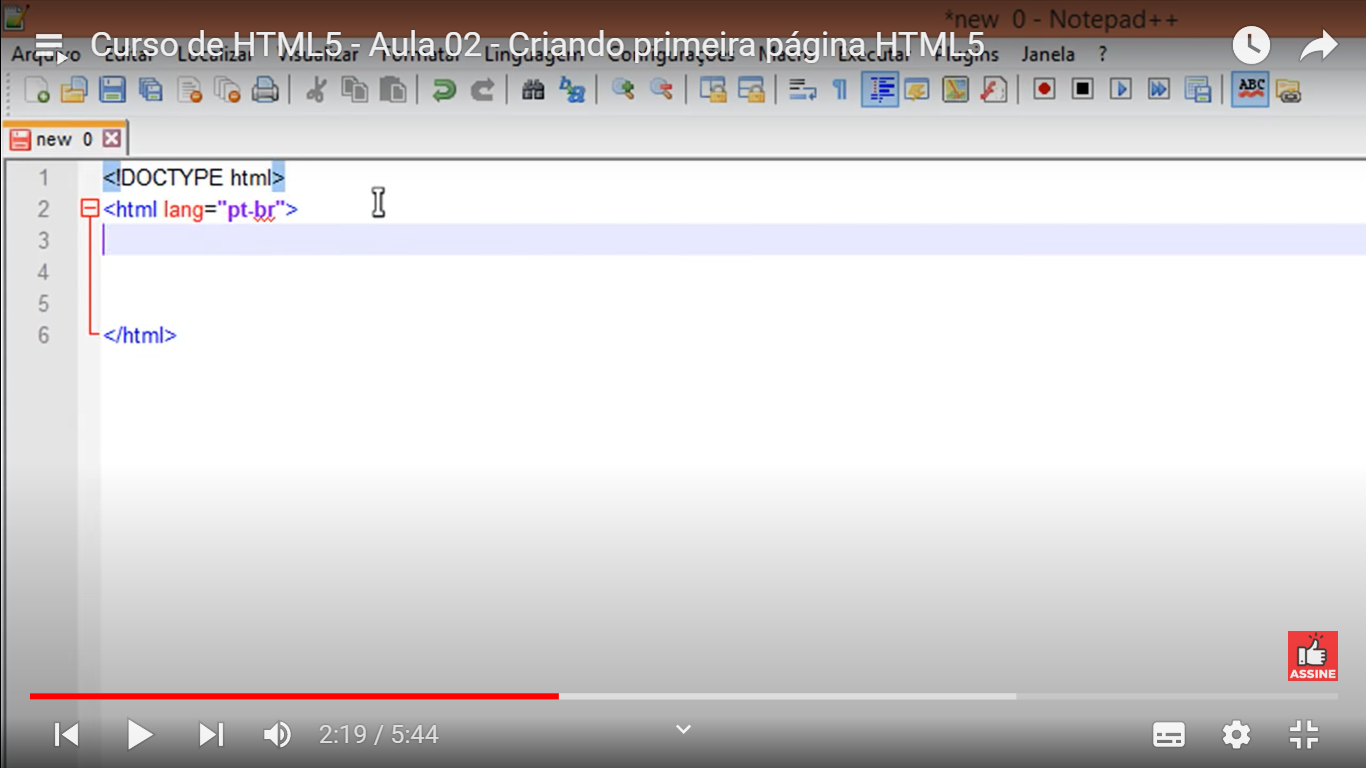 *new 0 - Notepad++
Curso de HTML5 - Aula 02 - Criando primeira página HTML5
Arquivo Editar Localizar Visualizar Formatar Linguagem Configurações Macro Executar Plugins Janela ?
ABC
new 0
1 <!DOCTYPE html>
2 <html lang="pt-br">
3
4
5
6 </html>
ASSINE
2:19 / 5:44